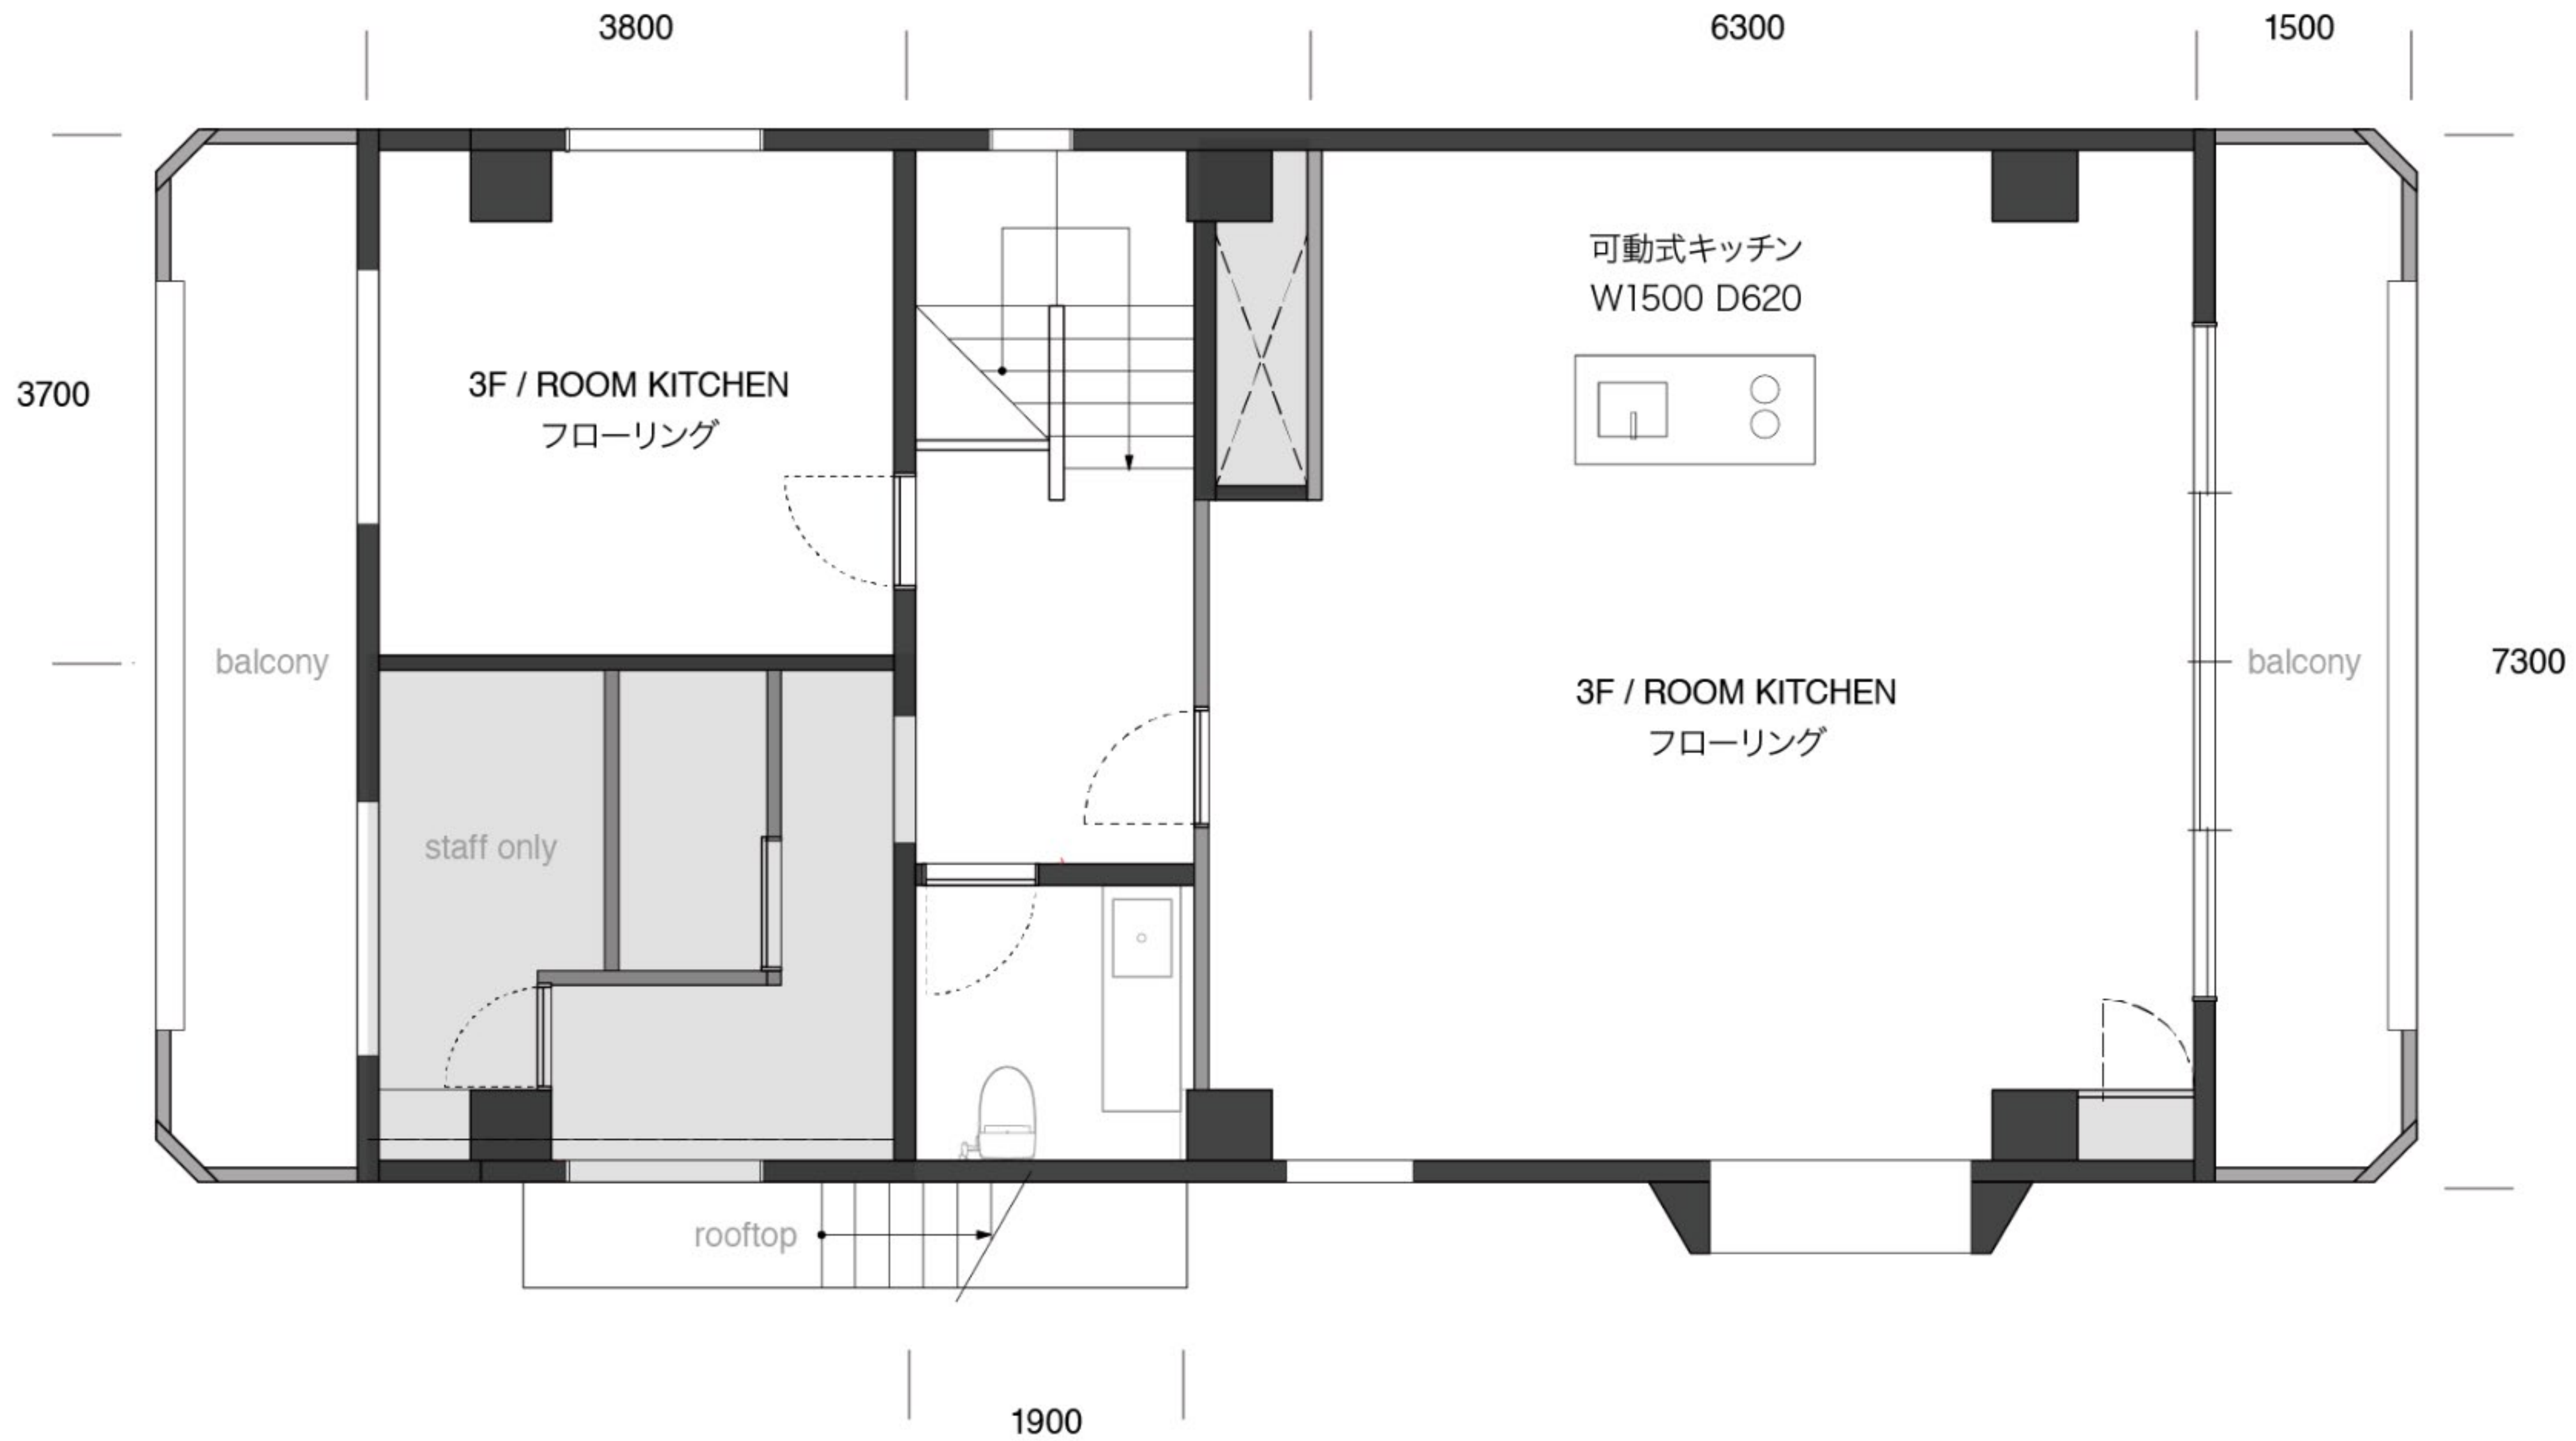 3800
6300
1500
可動式キッチン
W1500 D620
3F / ROOM KITCHEN
フローリング
3700
balcony
3F / ROOM KITCHEN
フローリング
balcony
7300
staff only
rooftop
1900